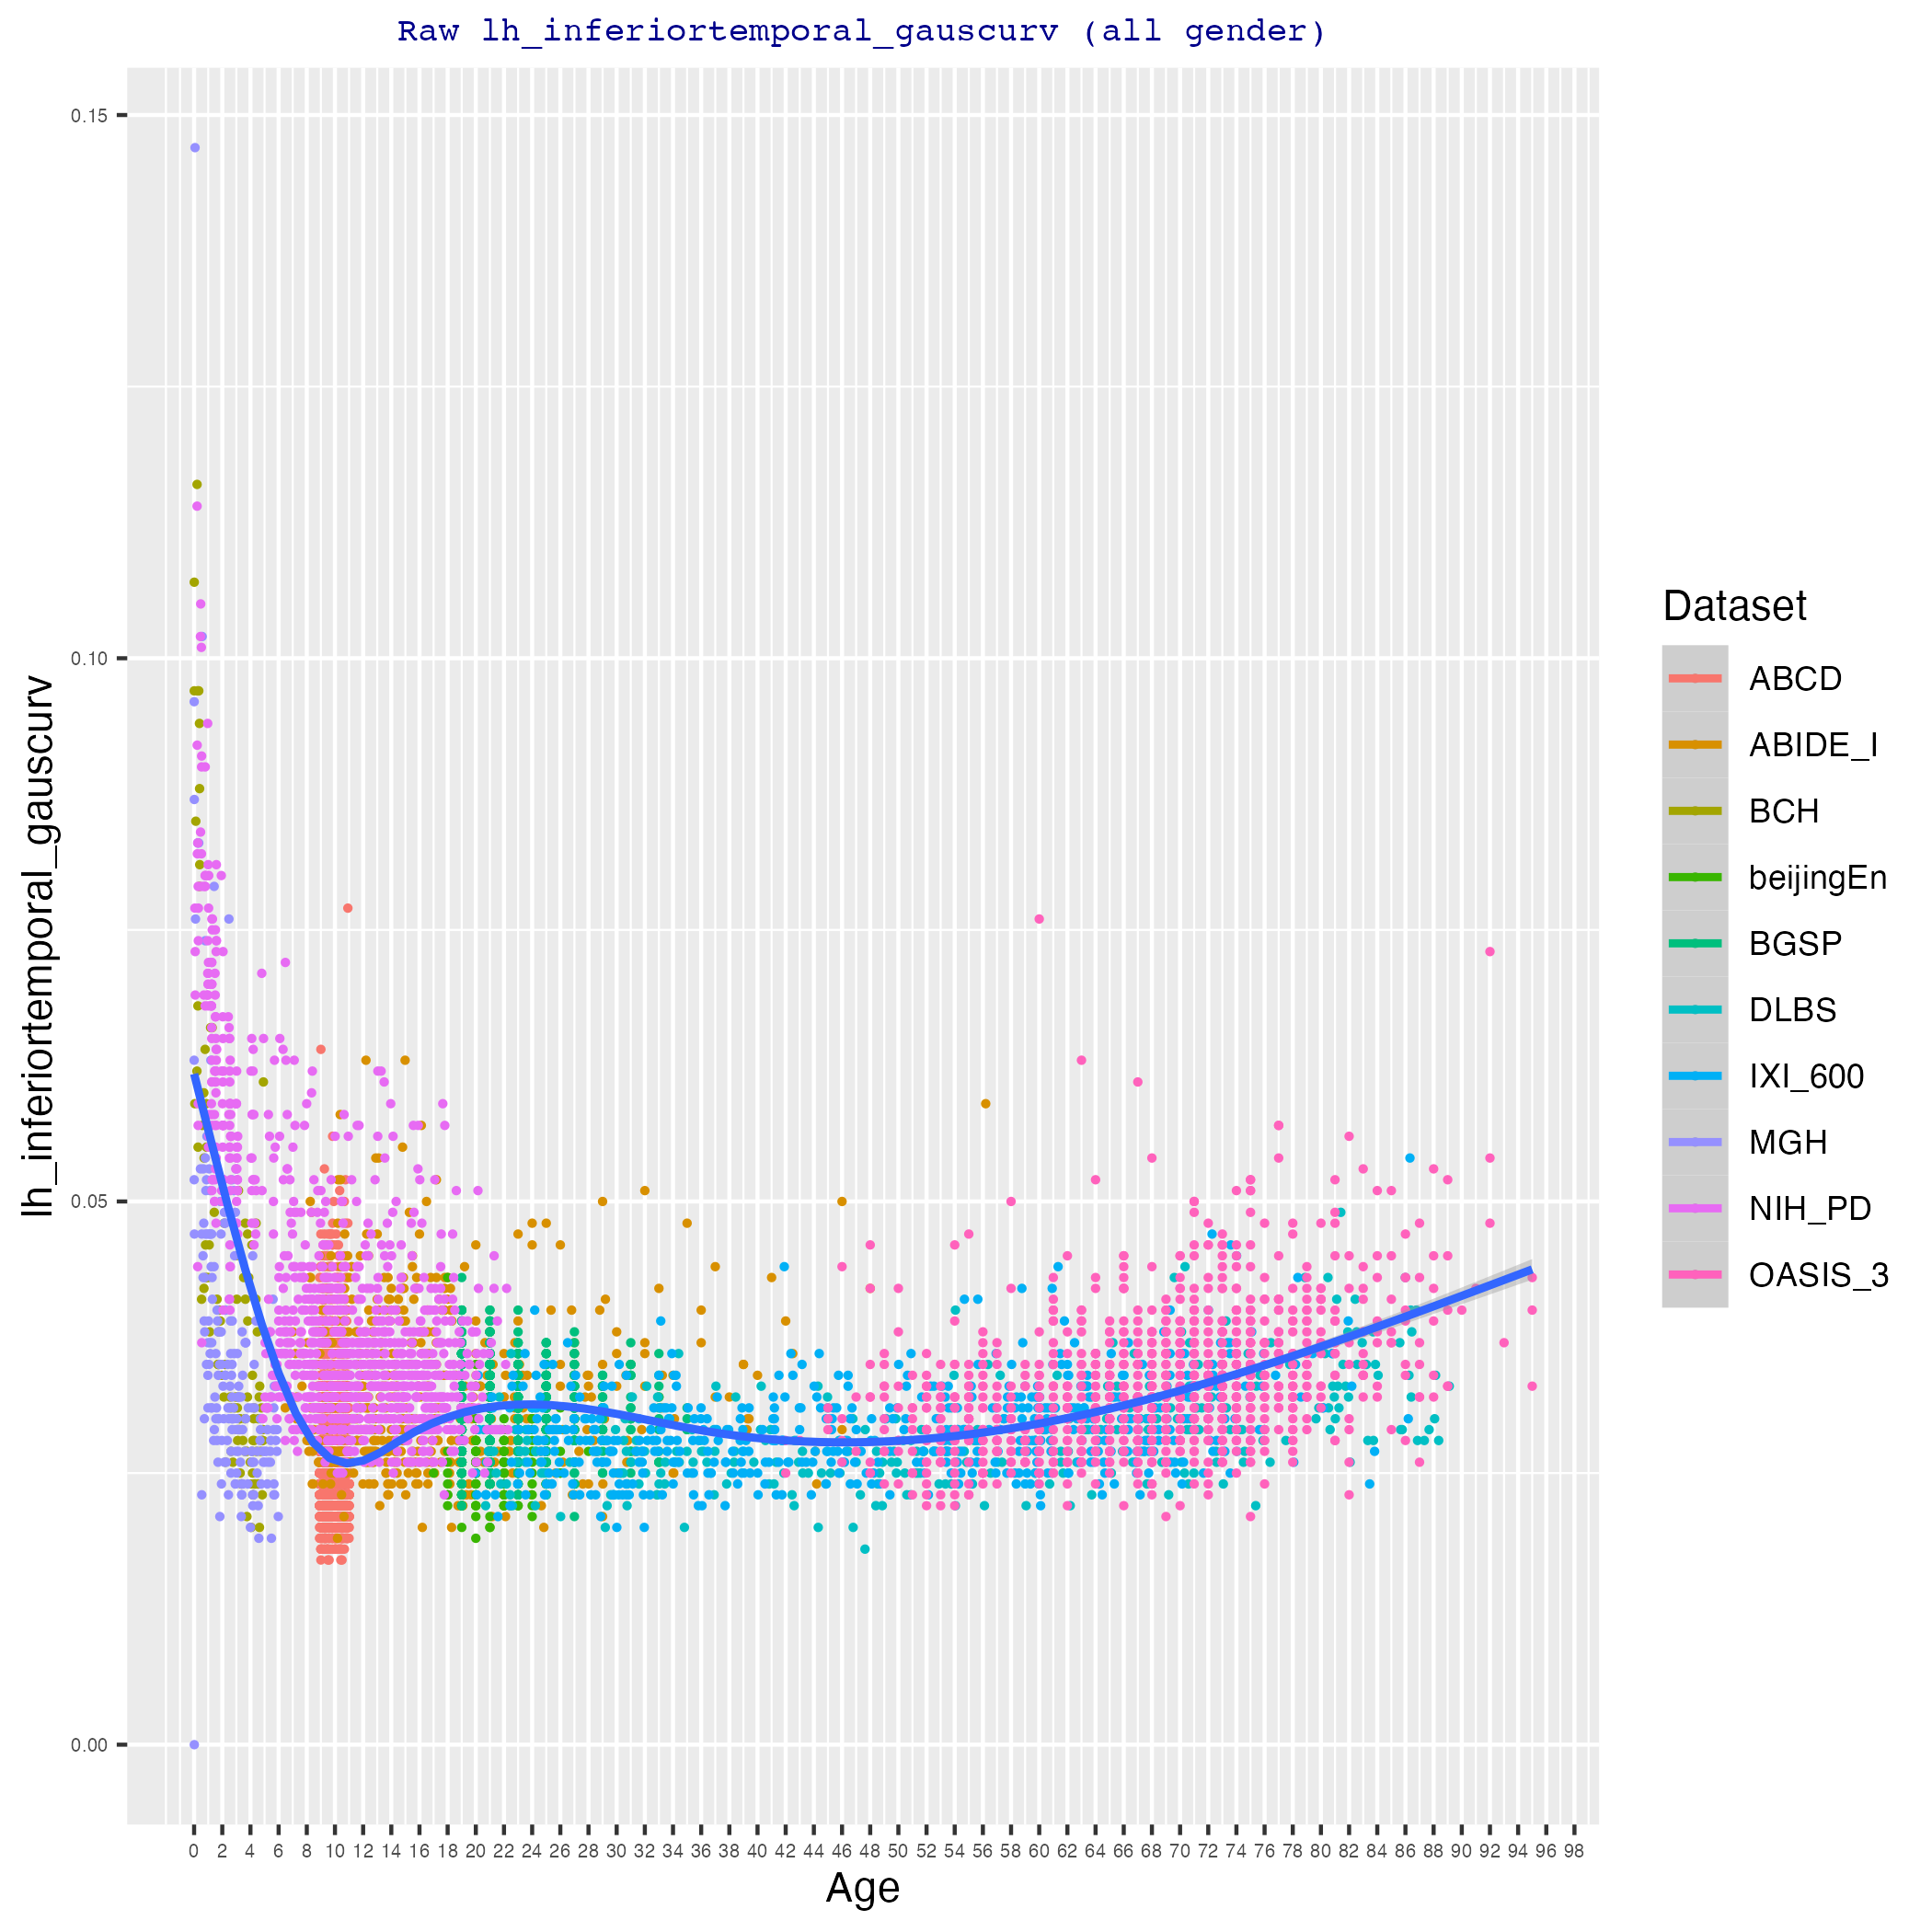 Raw lh_inferiortemporal_gauscurv (all gender)
lh_inferiortemporal_gauscurv
0.15
0.10
0.05
0.00
0 2 4 6 8 10 12 14 16 18 20 22 24 26 28 30 32 34 36 38 40 42 44 46 48 50 52 54 56 58 60 62 64 66 68 70 72 74 76 78 80 82 84 86 88 90 92 94 96 98
Age
Dataset
ABCD
ABIDE_I
BCH
beijingEn
BGSP
DLBS
IXI_600
MGH
NIH_PD
OASIS_3